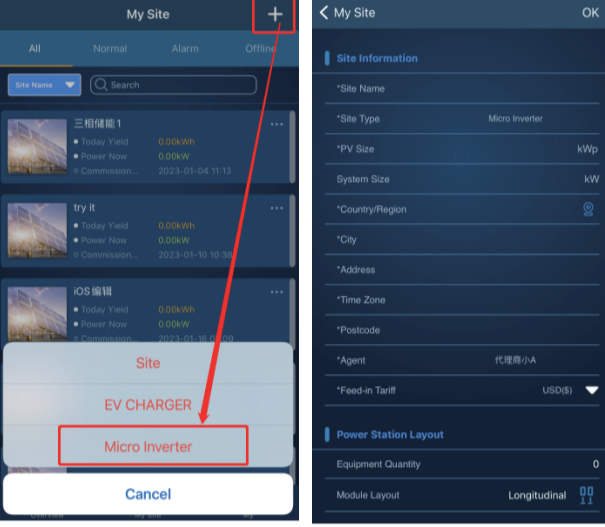 My Site
All Normal Alarm Offline
Site Name Search
三相储能 1
Today Yield 0.00kWh
Power Now 0.00kW
Commission... 2023-01-04 11:13
try it
Today Yield 0.00kWh
Power Now 0.00kW
Commission... 2023-01-10 10:38
iOS编辑
Today Yield 0.00kWh
Power Now 0.00kW
Site
EV CHARGER
Micro Inverter
Cancel
My Site OK
Site Information
*Site Name
*Site Type Micro Inverter
*PV Size kWp
System Size kW
*Country/Region
*City
*Address
*Time Zone
*Postcode
*Agent 代理商小A
*Feed-in Tariff USD($)
Power Station Layout
Equipment Quantity 0
Module Layout Longitudinal